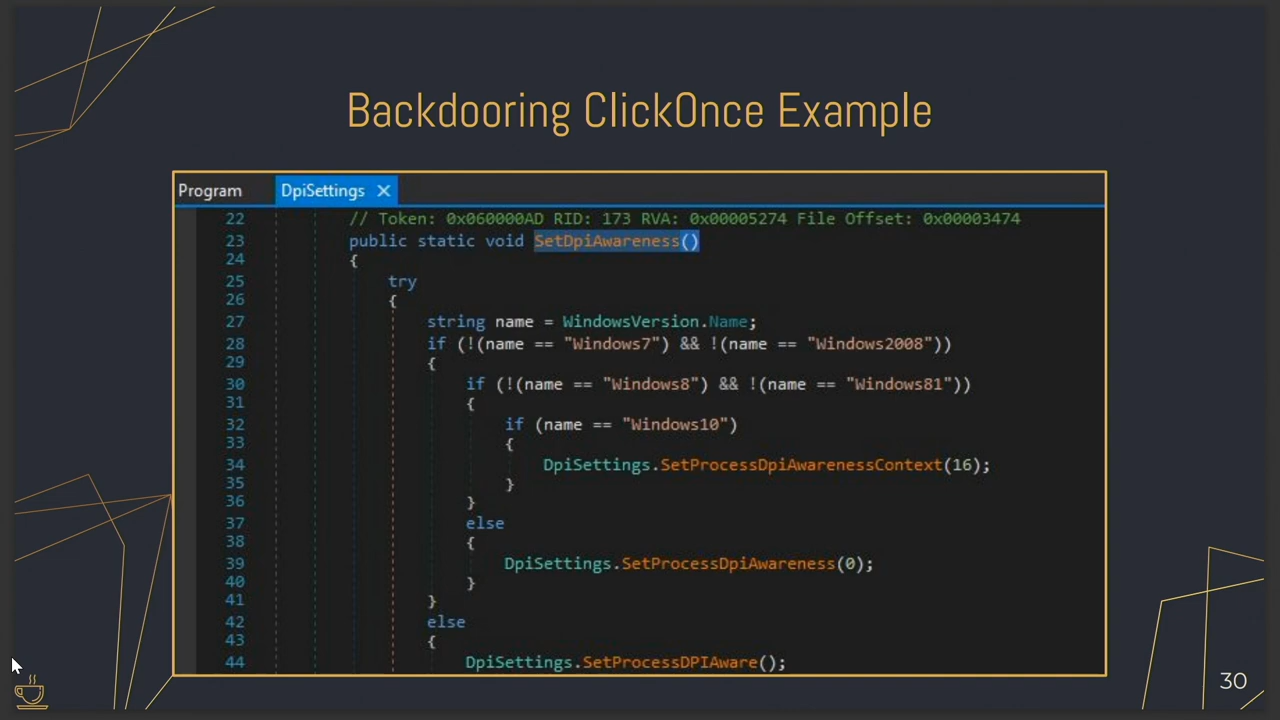 Backdooring ClickOnce Example
Program DpiSettings ✕
22 // Token: 0x060000AD RID: 173 RVA: 0x00005274 File Offset: 0x00003474
23 public static void SetDpiAwareness()
24 {
25 try
26 {
27 string name = WindowsVersion.Name;
28 if (!(name == "Windows7") && !(name == "Windows2008"))
29 {
30 if (!(name == "Windows8") && !(name == "Windows81"))
31 {
32 if (name == "Windows10")
33 {
34 DpiSettings.SetProcessDpiAwarenessContext(16);
35 }
36 }
37 else
38 {
39 DpiSettings.SetProcessDpiAwareness(0);
40 }
41 }
42 else
43 {
44 DpiSettings.SetProcessDPIAware();
30